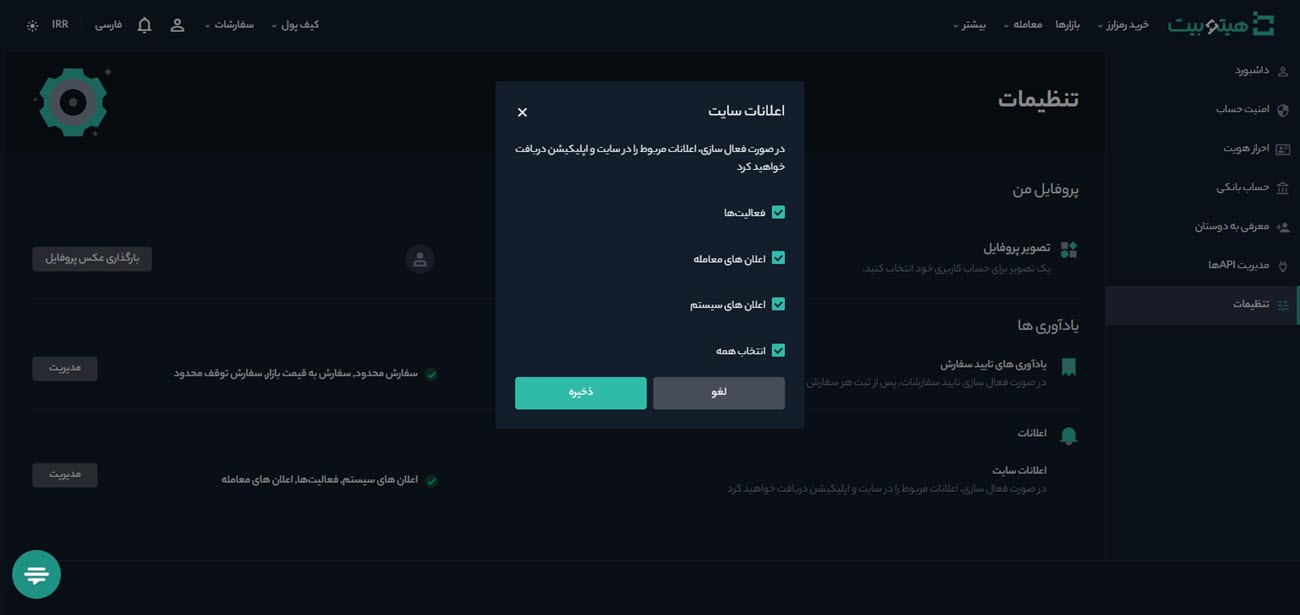 هیتوبیت
خرید رمزارز
بازارها
معامله
بیشتر
کیف پول
سفارشات
فارسی
IRR
داشبورد
امنیت حساب
احراز هویت
حساب بانکی
معرفی به دوستان
مدیریت APIها
تنظیمات
تنظیمات
پروفایل من
تصویر پروفایل
یک تصویر برای حساب کاربری خود انتخاب کنید.
بارگذاری عکس پروفایل
یادآوری ها
یادآوری های تایید سفارش
در صورت فعال سازی تایید سفارشات، پس از ثبت هر سفارش
سفارش محدود, سفارش به قیمت بازار, سفارش توقف محدود
مدیریت
اعلانات
اعلانات سایت
در صورت فعال سازی، اعلانات مربوط را در سایت و اپلیکیشن دریافت خواهید کرد
اعلان های سیستم, فعالیت‌ها, اعلان های معامله
مدیریت
اعلانات سایت
در صورت فعال سازی، اعلانات مربوط را در سایت و اپلیکیشن دریافت
خواهید کرد
فعالیت‌ها
اعلان های معامله
اعلان های سیستم
انتخاب همه
لغو
ذخیره